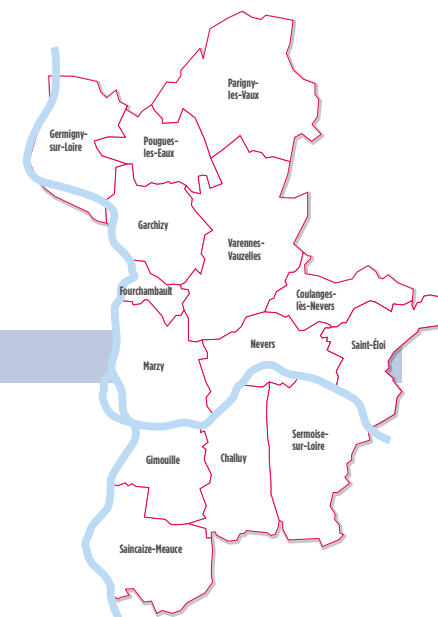 Parigny-
les-Vaux
Germigny-
sur-Loire
Pougues-
les-Eaux
Garchizy
Varennes-
Vauzelles
Fourchambault
Coulanges-
lès-Nevers
Nevers
Saint-Éloi
Marzy
Sermoise-
sur-Loire
Gimouille
Challuy
Saincaize-Meauce